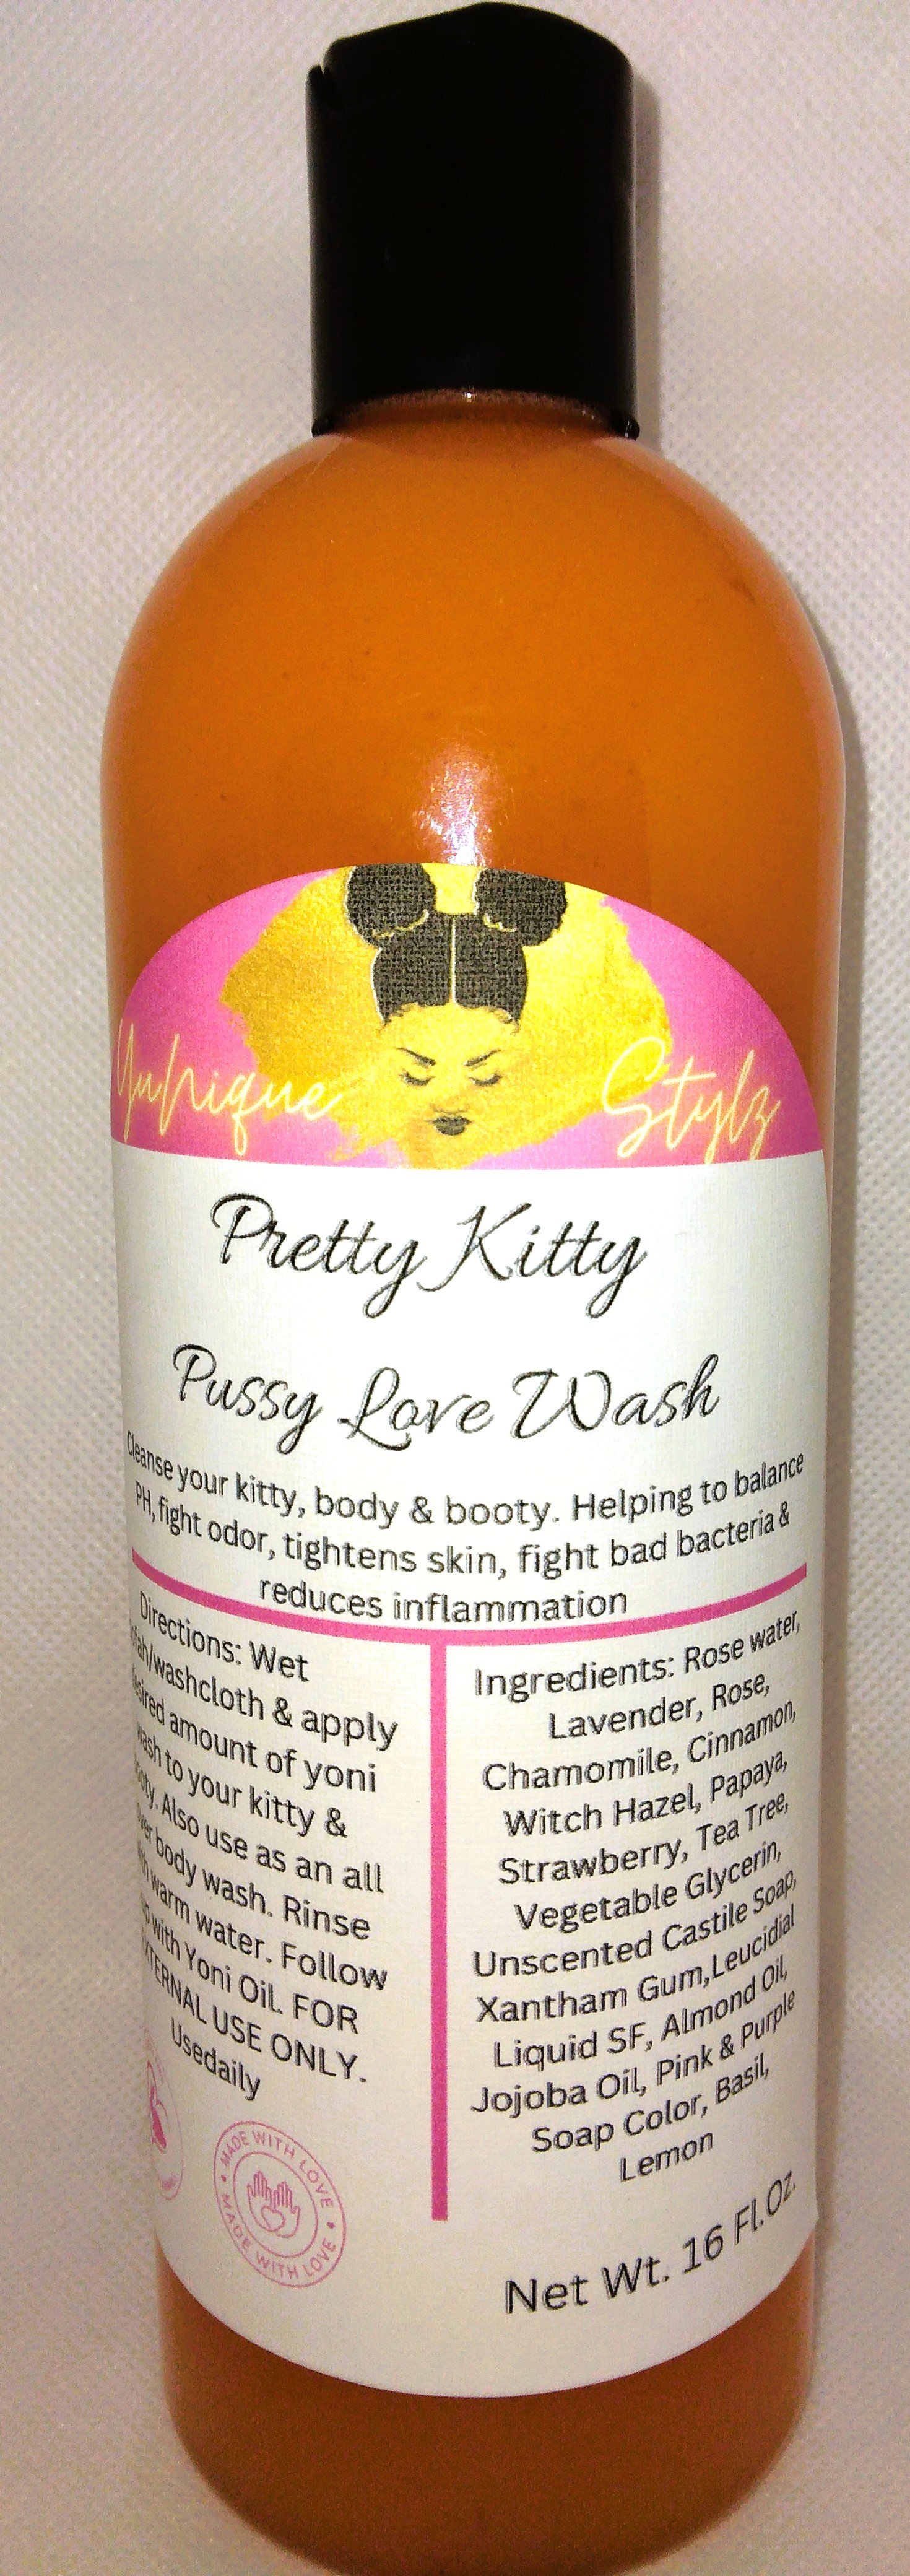 YuNique Stylz
Pretty Kitty
Pussy Love Wash
Cleanse your kitty, body & booty. Helping to balance
PH, fight odor, tightens skin, fight bad bacteria &
reduces inflammation
Directions: Wet
/washcloth & apply
amount of yoni
wash to your kitty &
Also use as an all
body wash. Rinse
warm water. Follow
with Yoni Oil. FOR
USE ONLY.
Usedaily
MADE WITH LOVE
MADE WITH LOVE
Ingredients: Rose water,
Lavender, Rose,
Chamomile, Cinnamon,
Witch Hazel, Papaya,
Strawberry, Tea Tree,
Vegetable Glycerin,
Unscented Castile Soap,
Xantham Gum,Leucidial
Liquid SF, Almond Oil,
Jojoba Oil, Pink & Purple
Soap Color, Basil,
Lemon
Net Wt. 16 Fl.Oz.